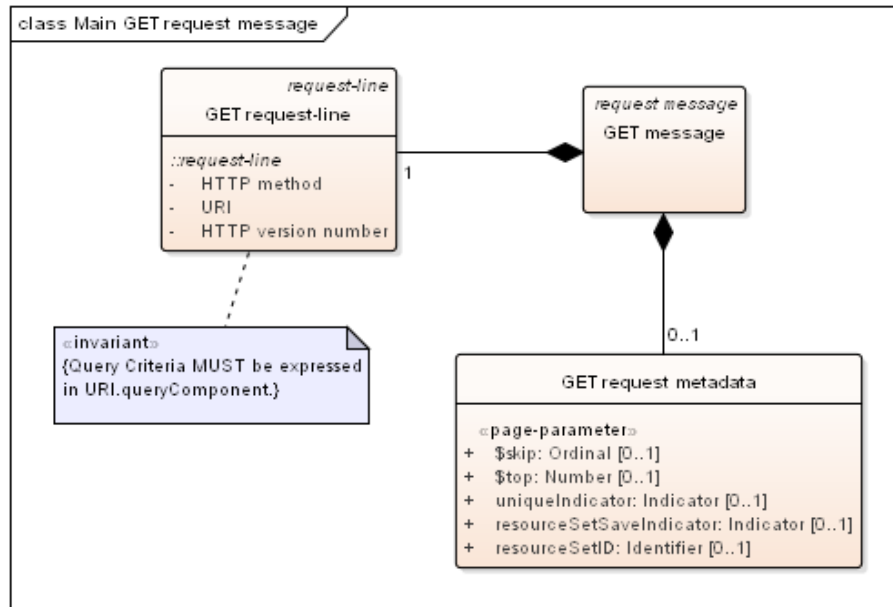 class Main GET request message
request-line
GET request-line
::request-line
- HTTP method
- URI
- HTTP version number
request message
GET message
1
0..1
«invariant»
{Query Criteria MUST be expressed
in URI.queryComponent.}
GET request metadata
«page-parameter»
+ $skip: Ordinal [0..1]
+ $top: Number [0..1]
+ uniqueIndicator: Indicator [0..1]
+ resourceSetSaveIndicator: Indicator [0..1]
+ resourceSetID: Identifier [0..1]